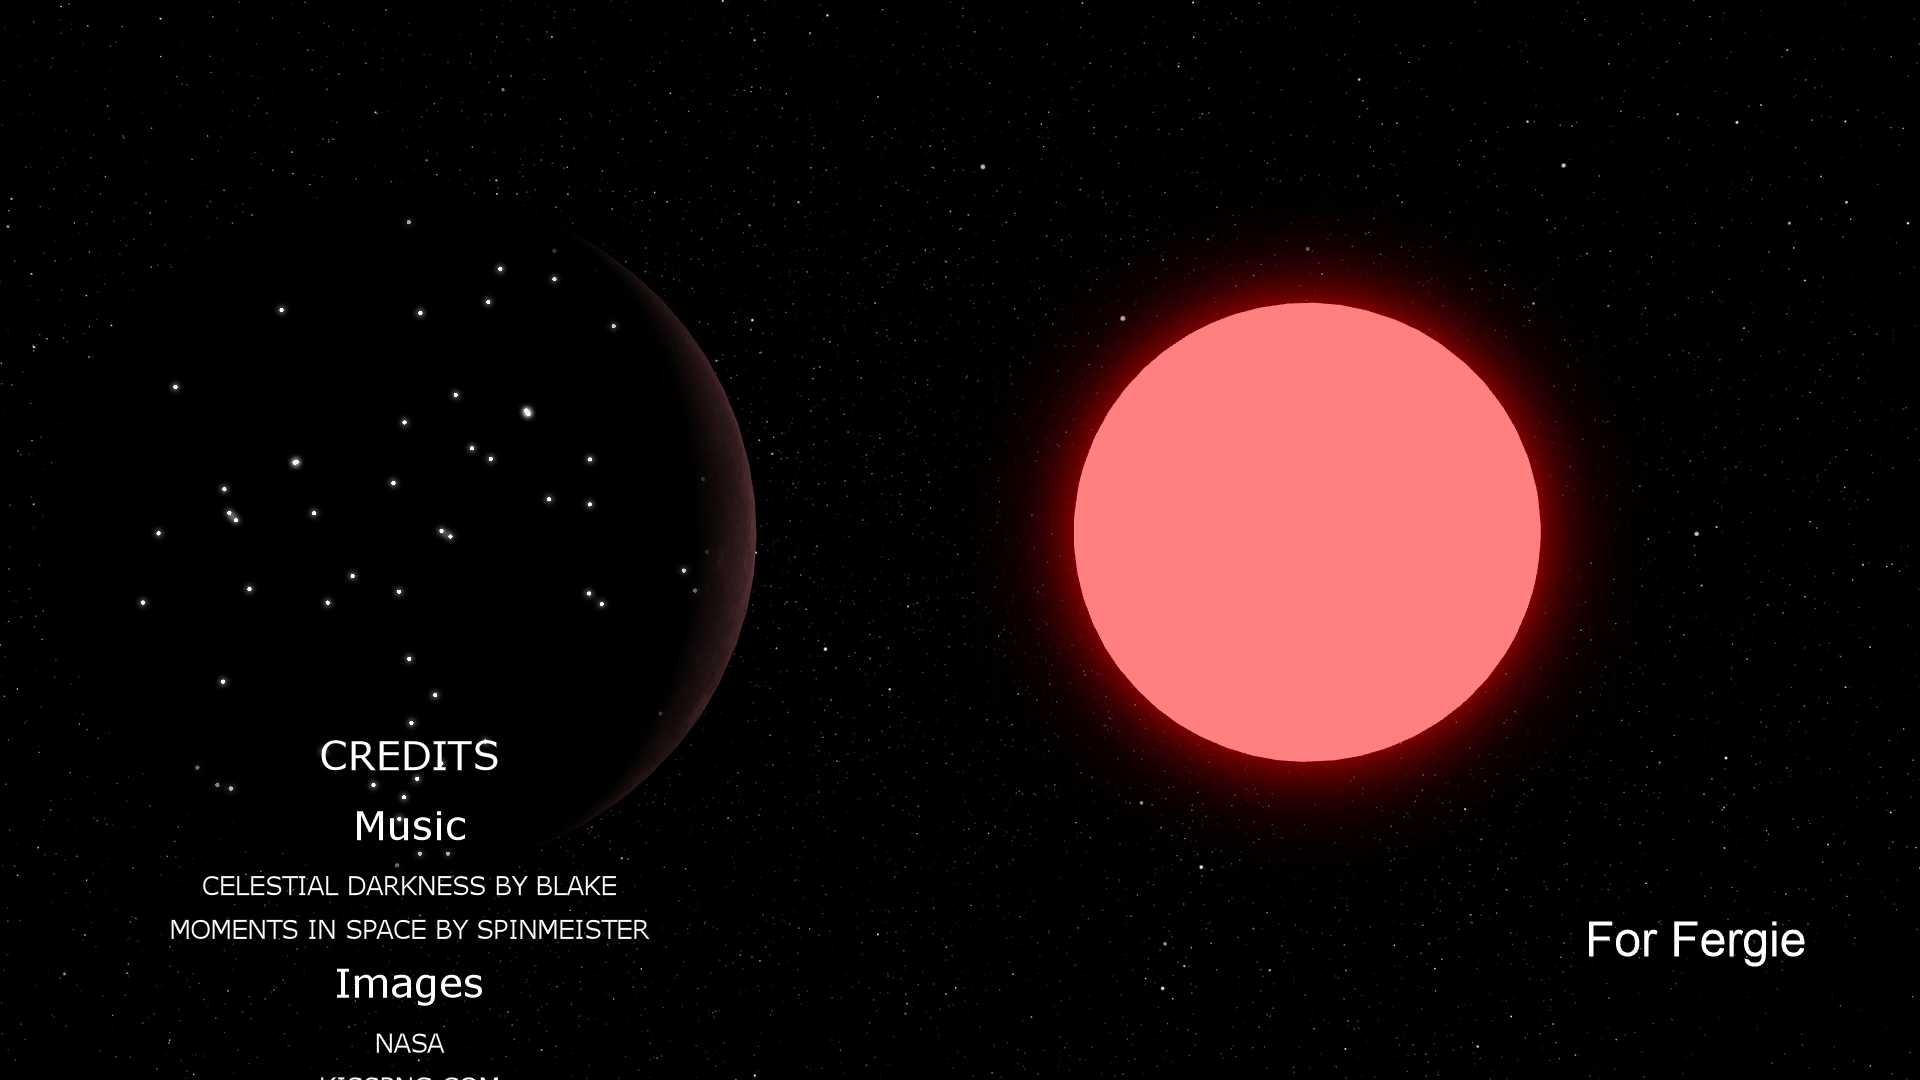 CREDITS
Music
CELESTIAL DARKNESS BY BLAKE
MOMENTS IN SPACE BY SPINMEISTER
Images
NASA
For Fergie